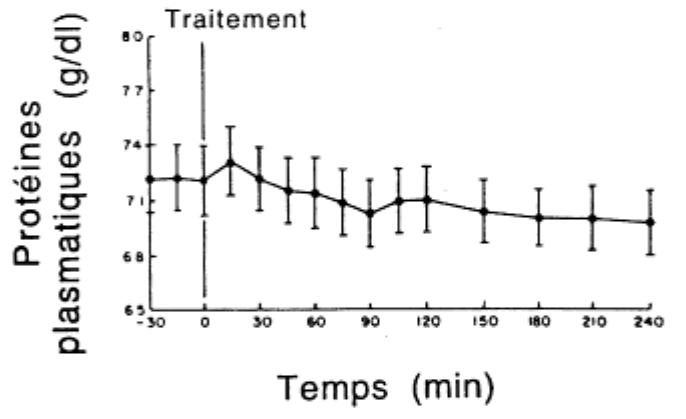 Traitement
Protéines
plasmatiques (g/dl)
80
77
74
71
68
65
-30 0 30 60 90 120 150 180 210 240
Temps (min)